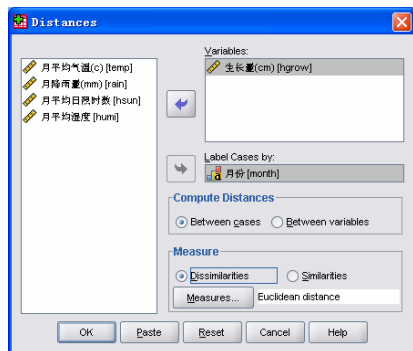 Distances
月平均气温(c) [temp]
月降雨量(mm) [rain]
月平均日照时数 [hsun]
月平均湿度 [humi]
Variables:
生长量(cm) [hgrow]
Label Cases by:
月份 [month]
Compute Distances
Between cases
Between variables
Measure
Dissimilarities
Similarities
Measures...
Euclidean distance
OK
Paste
Reset
Cancel
Help